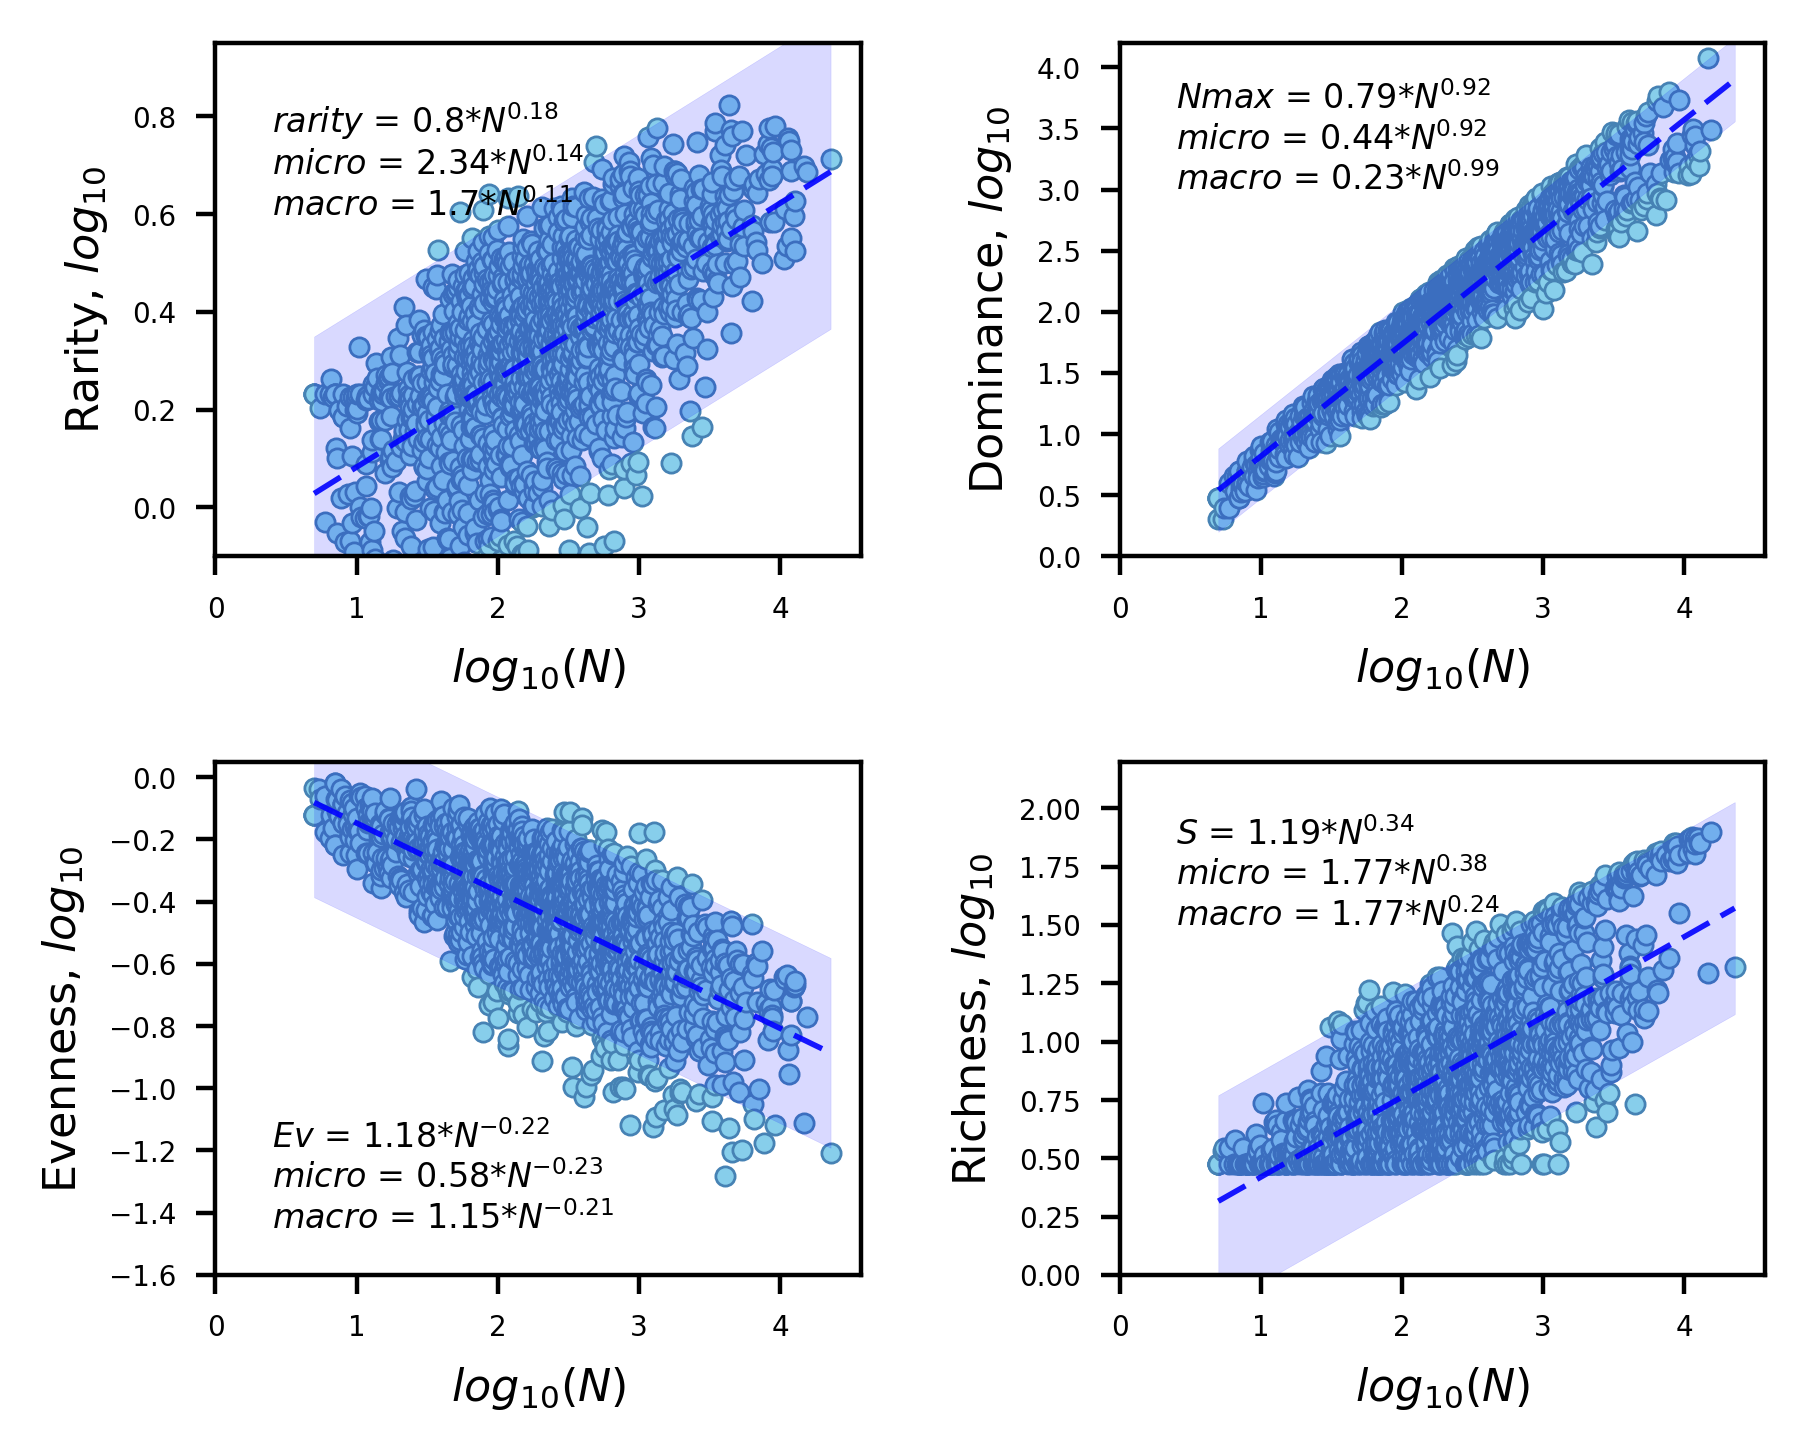 0.8
0.6
0.4
0.2
0.0
Rarity, log10
rarity = 0.8*N^0.18
micro = 2.34*N^0.14
macro = 1.7*N^0.11
0 1 2 3 4
log10(N)
4.0
3.5
3.0
2.5
2.0
1.5
1.0
0.5
0.0
Dominance, log10
Nmax = 0.79*N^0.92
micro = 0.44*N^0.92
macro = 0.23*N^0.99
0 1 2 3 4
log10(N)
0.0
−0.2
−0.4
−0.6
−0.8
−1.0
−1.2
−1.4
−1.6
Evenness, log10
Ev = 1.18*N^−0.22
micro = 0.58*N^−0.23
macro = 1.15*N^−0.21
0 1 2 3 4
log10(N)
2.00
1.75
1.50
1.25
1.00
0.75
0.50
0.25
0.00
Richness, log10
S = 1.19*N^0.34
micro = 1.77*N^0.38
macro = 1.77*N^0.24
0 1 2 3 4
log10(N)